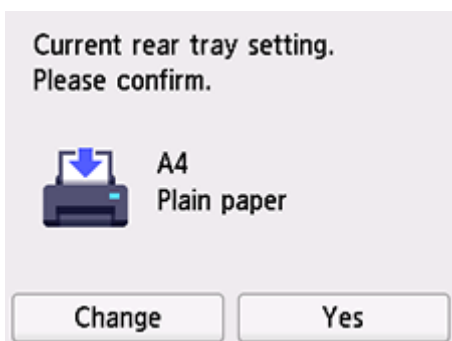 Current rear tray setting.
Please confirm.
A4
Plain paper
Change
Yes